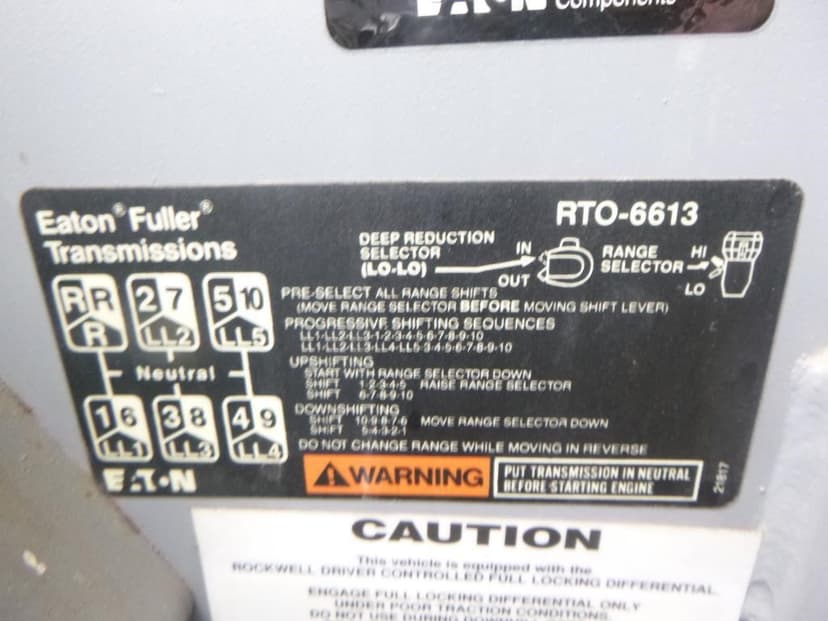 EATON Components
Eaton® Fuller®
Transmissions
RTO-6613
DEEP REDUCTION
SELECTOR
(LO-LO)
IN
OUT
RANGE
SELECTOR
HI
LO
R R
R
2 7
LL2
5 10
LL5
Neutral
1 6
LL1
3 8
LL3
4 9
LL4
EATON
PRE-SELECT ALL RANGE SHIFTS
(MOVE RANGE SELECTOR BEFORE MOVING SHIFT LEVER)
PROGRESSIVE SHIFTING SEQUENCES
LL1-LL2-LL3-1-2-3-4-5-6-7-8-9-10
LL1-LL2-LL3-LL4-LL5-3-4-5-6-7-8-9-10
UPSHIFTING
START WITH RANGE SELECTOR DOWN
SHIFT 1-2-3-4-5 RAISE RANGE SELECTOR
SHIFT 6-7-8-9-10
DOWNSHIFTING
SHIFT 10-9-8-7-6 MOVE RANGE SELECTOR DOWN
SHIFT 5-4-3-2-1
DO NOT CHANGE RANGE WHILE MOVING IN REVERSE
WARNING
PUT TRANSMISSION IN NEUTRAL
BEFORE STARTING ENGINE
21817
CAUTION
This vehicle is equipped with the
ROCKWELL DRIVER CONTROLLED FULL LOCKING DIFFERENTIAL
ENGAGE FULL LOCKING DIFFERENTIAL ONLY
UNDER POOR TRACTION CONDITIONS.
DO NOT USE DURING